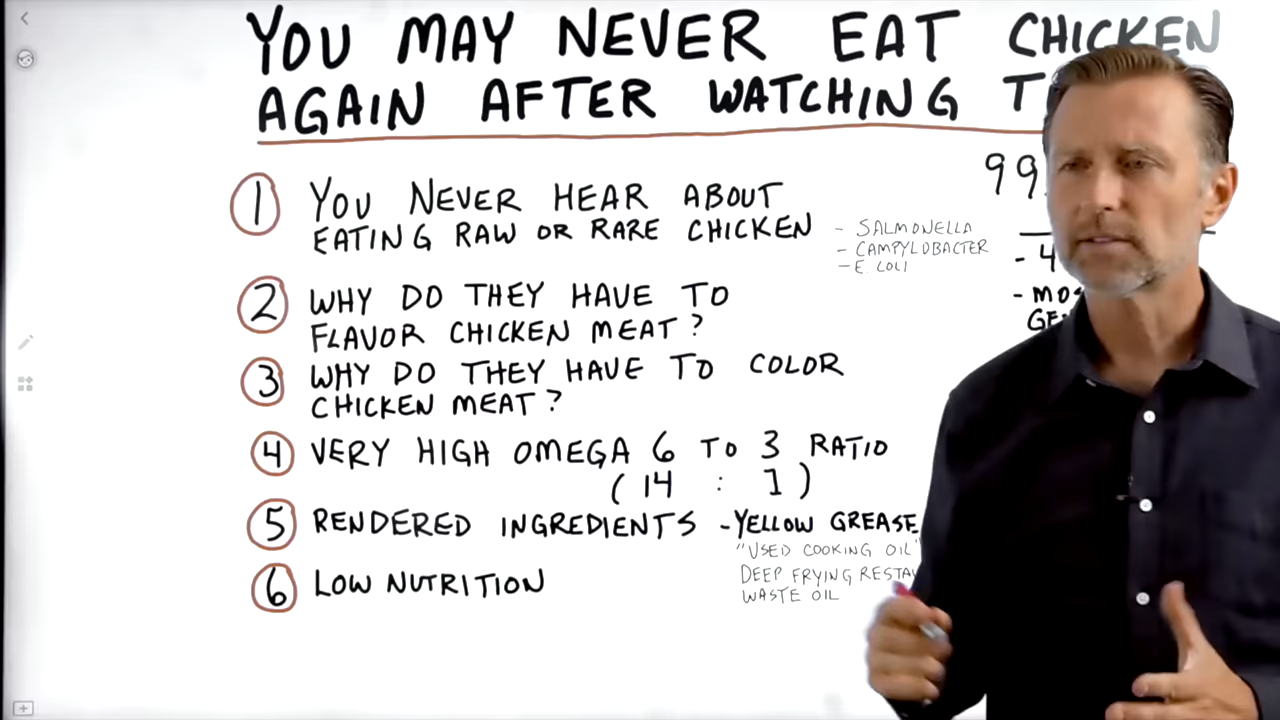 YOU MAY NEVER EAT CHICKEN
AGAIN AFTER WATCHING
1 YOU NEVER HEAR ABOUT
EATING RAW OR RARE CHICKEN
- SALMONELLA
- CAMPYLOBACTER
- E. COLI
2 WHY DO THEY HAVE TO
FLAVOR CHICKEN MEAT?
3 WHY DO THEY HAVE TO COLOR
CHICKEN MEAT?
4 VERY HIGH OMEGA 6 TO 3 RATIO
(14 : 1)
5 RENDERED INGREDIENTS - YELLOW GREASE
"USED COOKING OIL"
DEEP FRYING
WASTE OIL
6 LOW NUTRITION
99
- 4